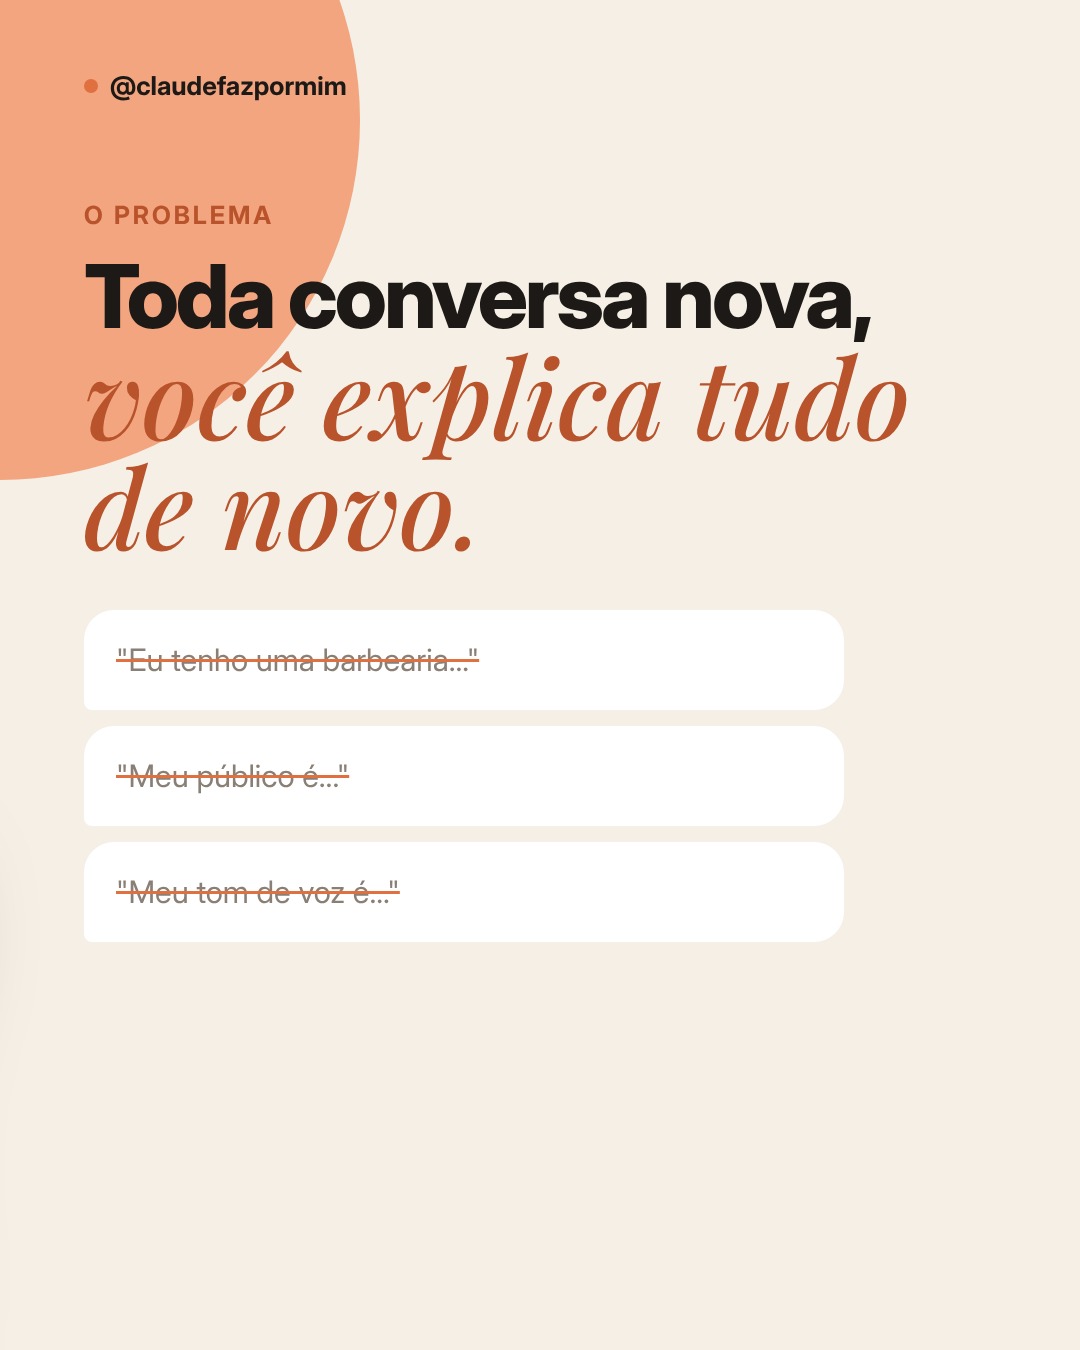 @claudefazpormim
O PROBLEMA
Toda conversa nova,
você explica tudo
de novo.
"Eu tenho uma barbearia..."
"Meu público é..."
"Meu tom de voz é..."